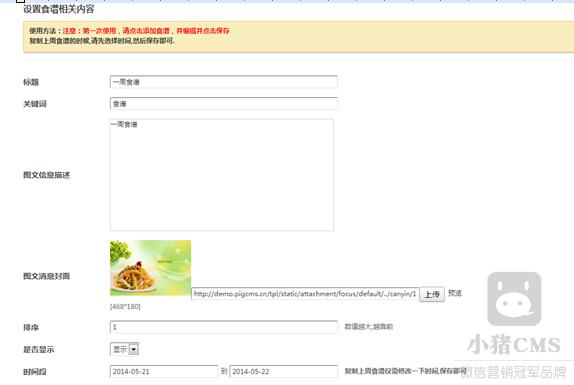 设置食谱相关内容
使用方法：注意：第一次使用，请点击添加食谱，并编辑并点击保存
复制上周食谱的时候,请先选择时间,然后保存即可.
标题 一周食谱
关键词 食谱
一周食谱
图文信息描述
图文消息封面 http://demo.pigcms.cn/tpl/static/attachment/focus/default/../canyin/1 上传 预览
[468*180]
排序 1 数值越大,越靠前
是否显示 显示
时间段 2014-05-21 到 2014-05-22 复制上周食谱仅需修改一下时间,保存即可
小猪CMS
微信营销冠军品牌